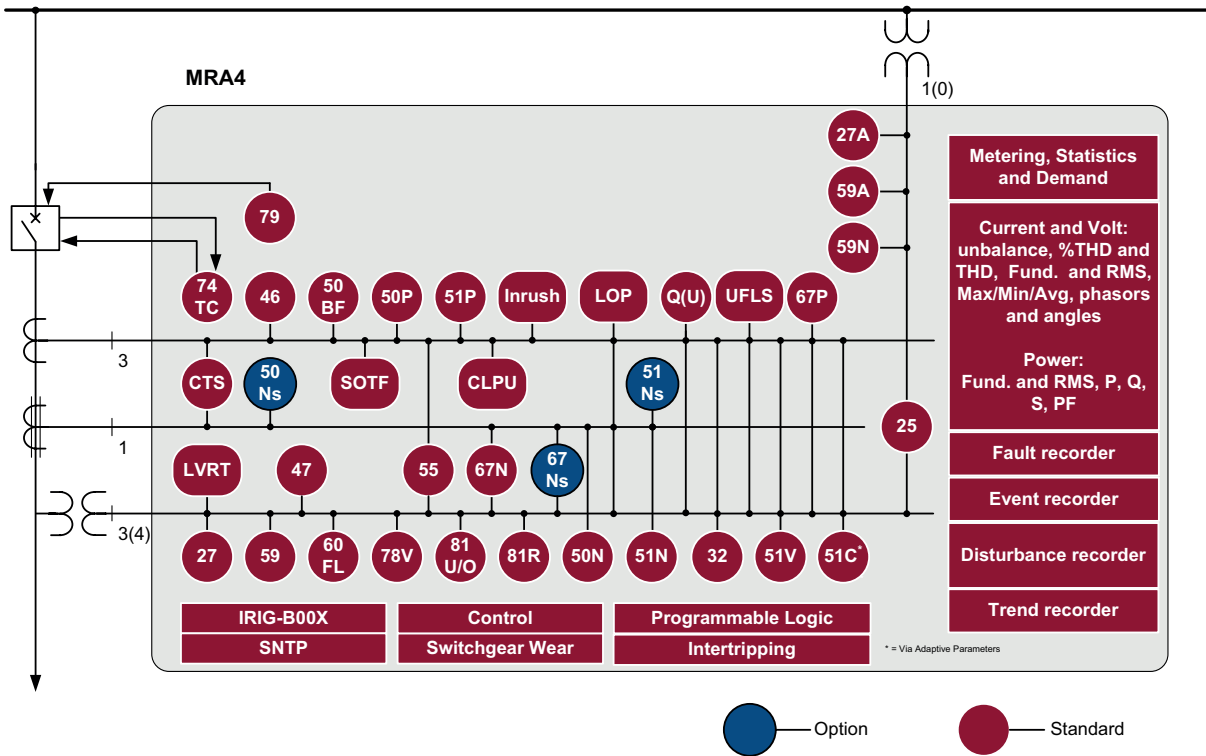 MRA4
1(0)
27A
59A
59N
79
74
TC
46
50
BF
50P
51P
Inrush
LOP
Q(U)
UFLS
67P
3
CTS
50
Ns
SOTF
CLPU
51
Ns
25
1
LVRT
47
55
67N
67
Ns
3(4)
27
59
60
FL
78V
81
U/O
81R
50N
51N
32
51V
51C*
IRIG-B00X
SNTP
Control
Switchgear Wear
Programmable Logic
Intertripping
* = Via Adaptive Parameters
Metering, Statistics
and Demand
Current and Volt:
unbalance, %THD and
THD, Fund. and RMS,
Max/Min/Avg, phasors
and angles
Power:
Fund. and RMS, P, Q,
S, PF
Fault recorder
Event recorder
Disturbance recorder
Trend recorder
Option
Standard